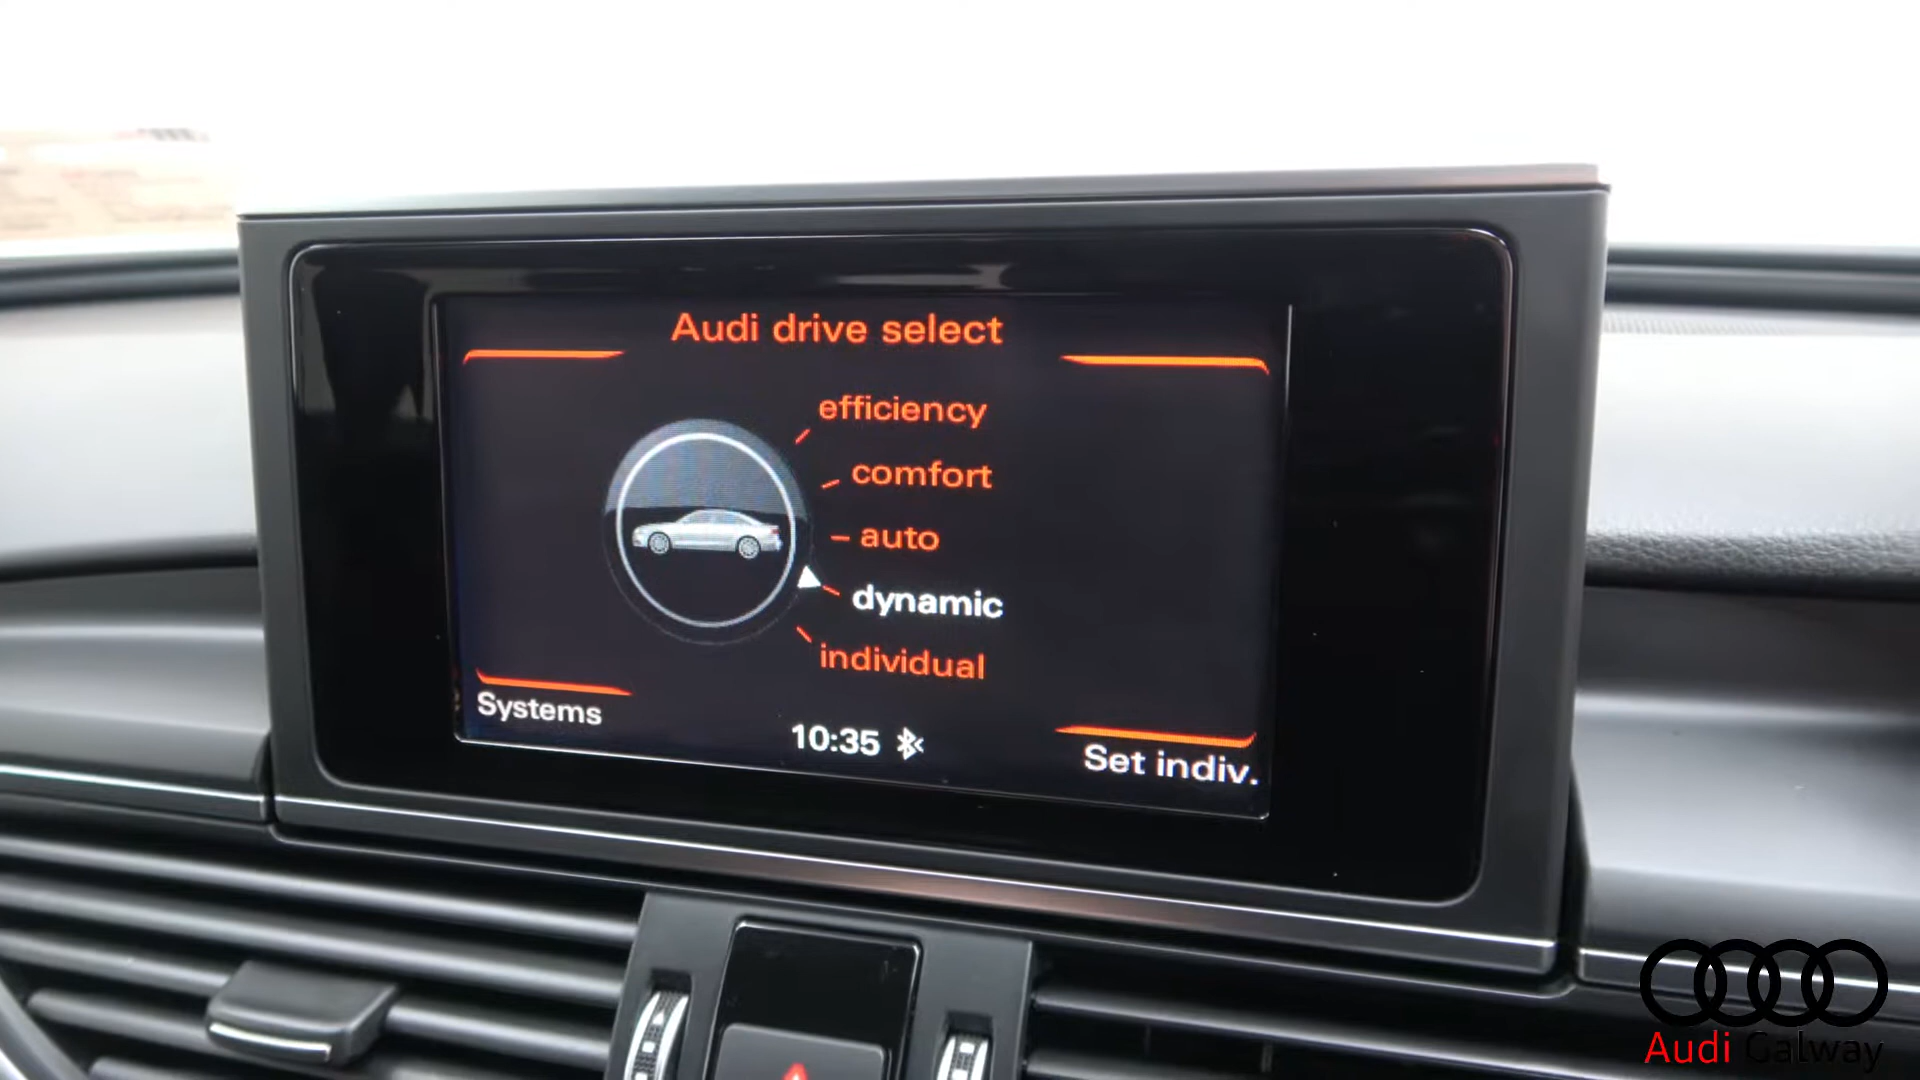 Audi drive select
efficiency
comfort
auto
dynamic
individual
Systems
10:35
Set indiv.
Audi Galway